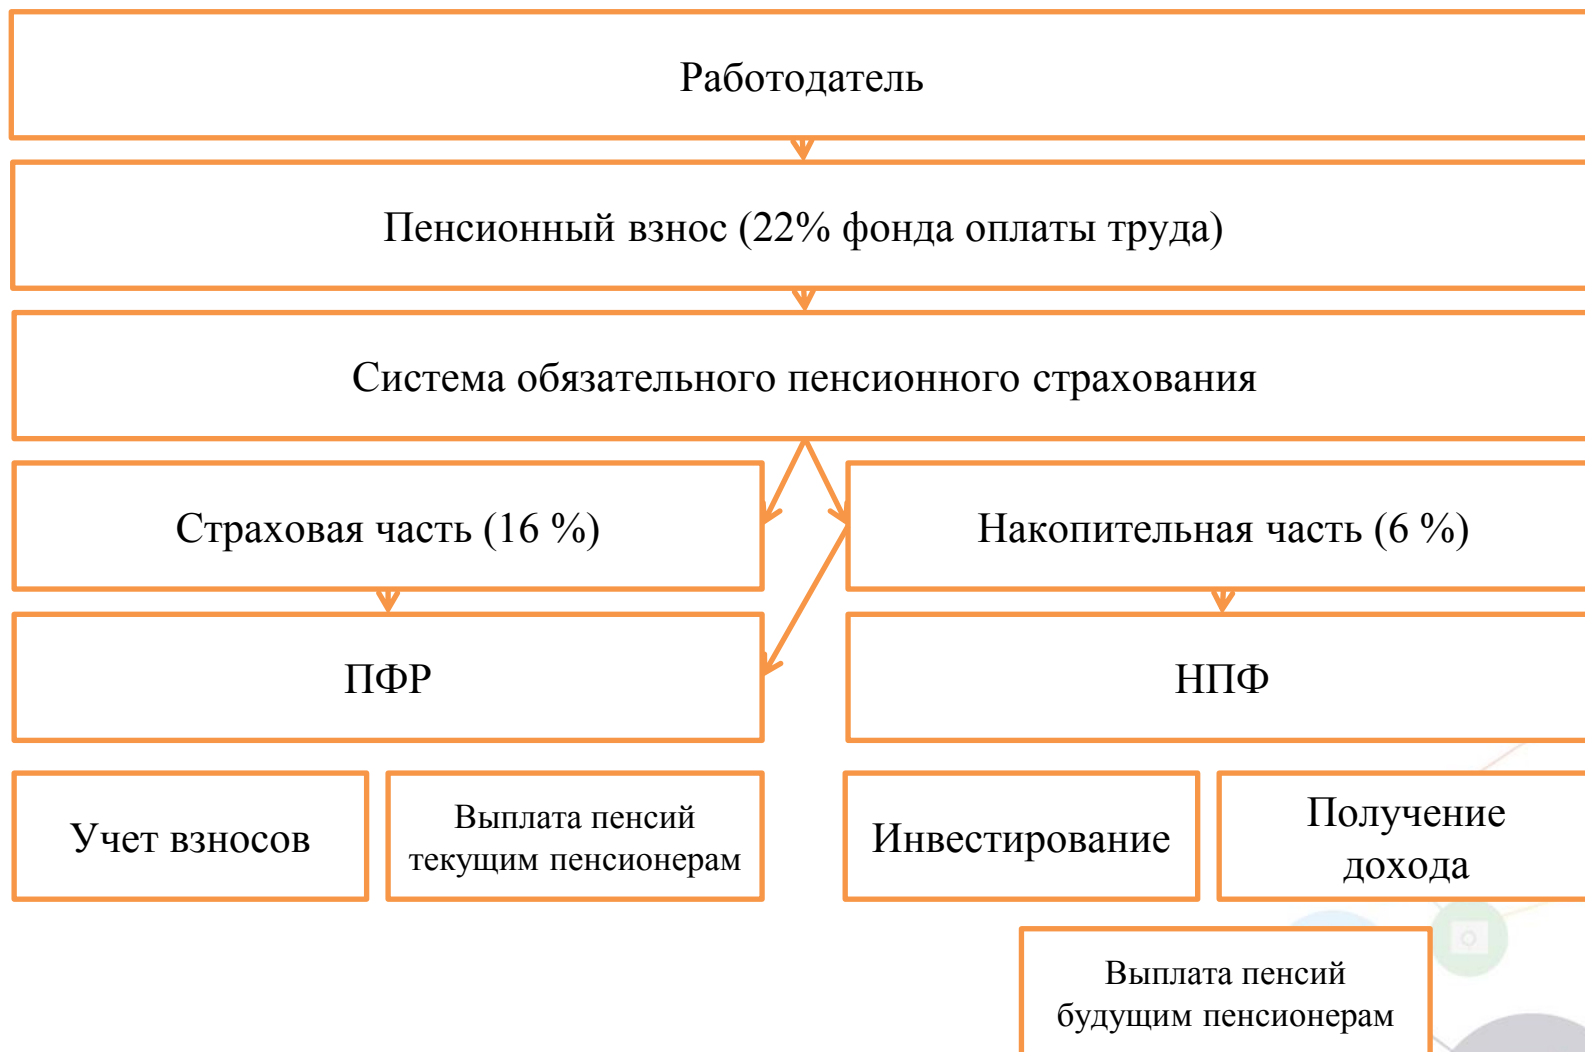 Работодатель
Пенсионный взнос (22% фонда оплаты труда)
Система обязательного пенсионного страхования
Страховая часть (16 %)
Накопительная часть (6 %)
ПФР
НПФ
Учет взносов
Выплата пенсий
текущим пенсионерам
Инвестирование
Получение
дохода
Выплата пенсий
будущим пенсионерам